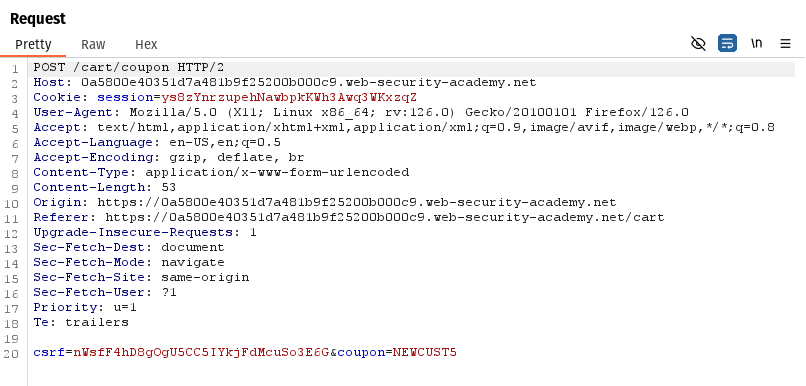 Request
Pretty Raw Hex
\n
1 POST /cart/coupon HTTP/2
2 Host: 0a5800e40351d7a481b9f25200b000c9.web-security-academy.net
3 Cookie: session=ys8zYnrzupehNawbpkKWh3Awq3WKxzqZ
4 User-Agent: Mozilla/5.0 (X11; Linux x86_64; rv:126.0) Gecko/20100101 Firefox/126.0
5 Accept: text/html,application/xhtml+xml,application/xml;q=0.9,image/avif,image/webp,*/*;q=0.8
6 Accept-Language: en-US,en;q=0.5
7 Accept-Encoding: gzip, deflate, br
8 Content-Type: application/x-www-form-urlencoded
9 Content-Length: 53
10 Origin: https://0a5800e40351d7a481b9f25200b000c9.web-security-academy.net
11 Referer: https://0a5800e40351d7a481b9f25200b000c9.web-security-academy.net/cart
12 Upgrade-Insecure-Requests: 1
13 Sec-Fetch-Dest: document
14 Sec-Fetch-Mode: navigate
15 Sec-Fetch-Site: same-origin
16 Sec-Fetch-User: ?1
17 Priority: u=1
18 Te: trailers
19
20 csrf=nWsfF4hD8gOgU5CC5IYkjFdMcuSo3E6G&coupon=NEWCUST5